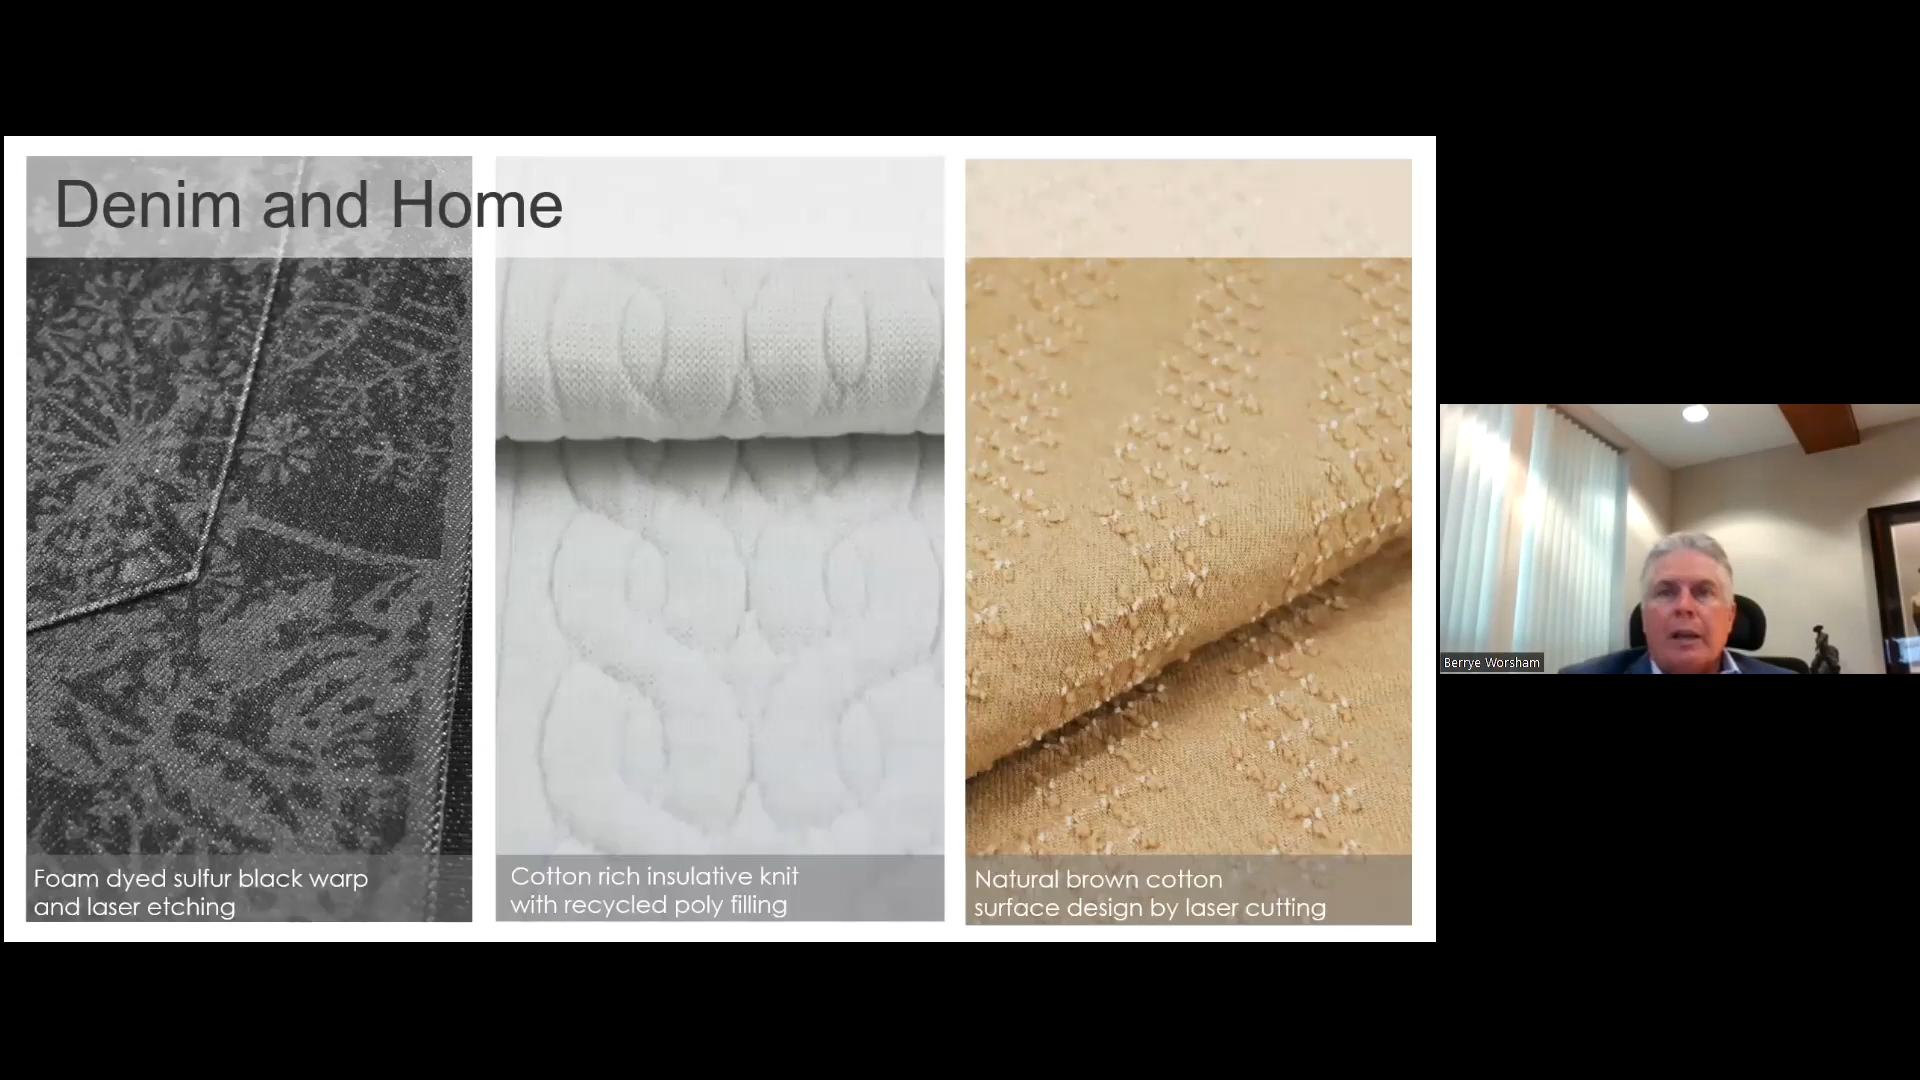 Denim and Home
Foam dyed sulfur black warp
and laser etching
Cotton rich insulative knit
with recycled poly filling
Natural brown cotton
surface design by laser cutting
Berrye Worsham